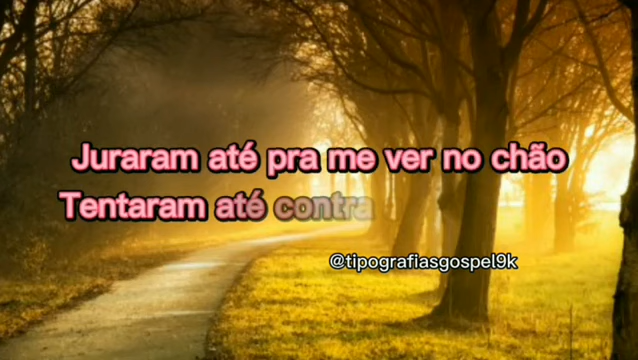 Juraram até pra me ver no chão
Tentaram até contra
@tipografiasgospel9k